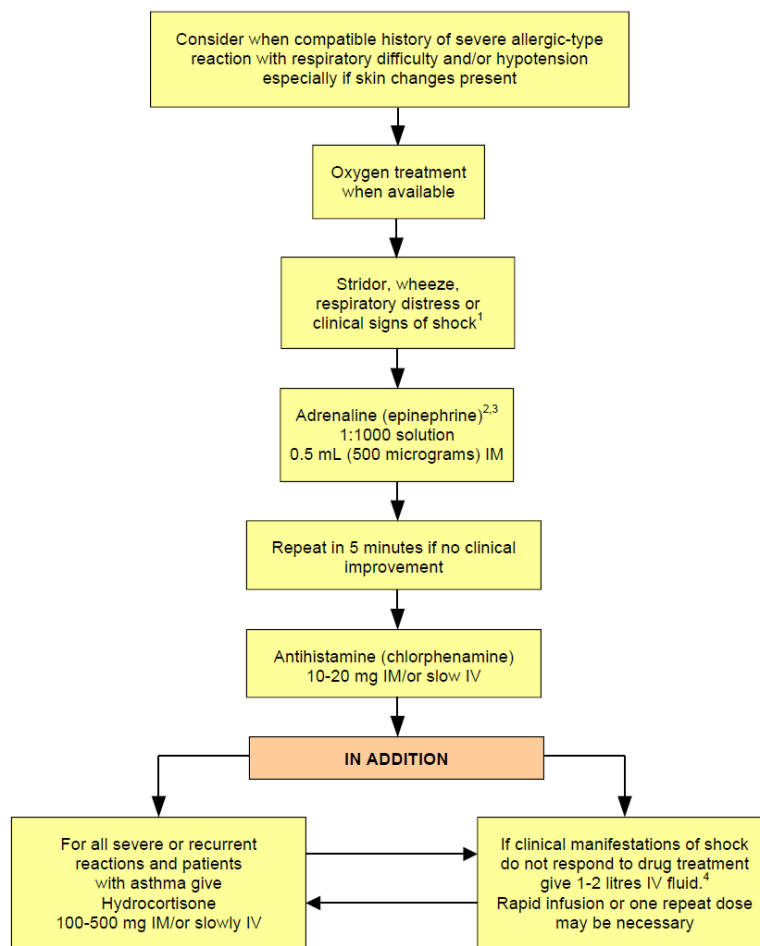 Consider when compatible history of severe allergic-type
reaction with respiratory difficulty and/or hypotension
especially if skin changes present
Oxygen treatment
when available
Stridor, wheeze,
respiratory distress or
clinical signs of shock¹
Adrenaline (epinephrine)²,³
1:1000 solution
0.5 mL (500 micrograms) IM
Repeat in 5 minutes if no clinical
improvement
Antihistamine (chlorphenamine)
10-20 mg IM/or slow IV
IN ADDITION
For all severe or recurrent
reactions and patients
with asthma give
Hydrocortisone
100-500 mg IM/or slowly IV
If clinical manifestations of shock
do not respond to drug treatment
give 1-2 litres IV fluid.⁴
Rapid infusion or one repeat dose
may be necessary